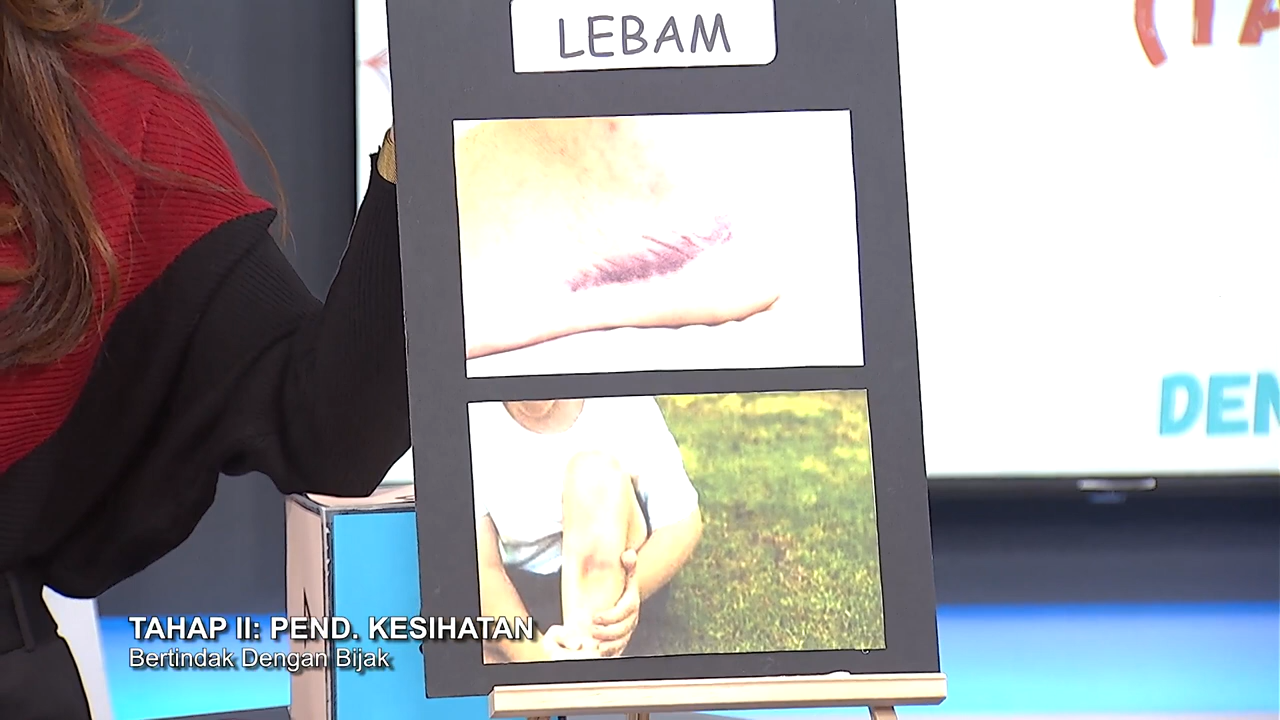 LEBAM
DEN
TAHAP II: PEND. KESIHATAN
Bertindak Dengan Bijak